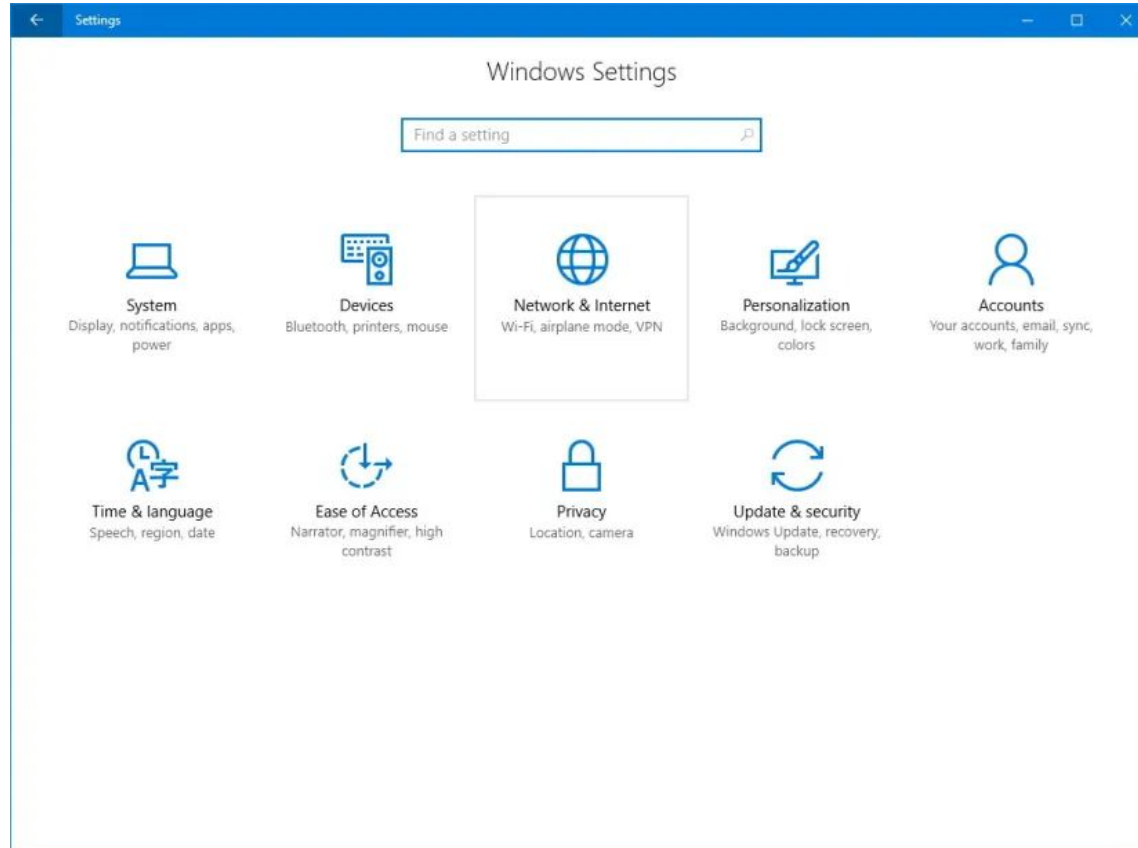 Settings
Windows Settings
Find a setting
System
Display, notifications, apps,
power
Devices
Bluetooth, printers, mouse
Network & Internet
Wi-Fi, airplane mode, VPN
Personalization
Background, lock screen,
colors
Accounts
Your accounts, email, sync,
work, family
Time & language
Speech, region, date
Ease of Access
Narrator, magnifier, high
contrast
Privacy
Location, camera
Update & security
Windows Update, recovery,
backup